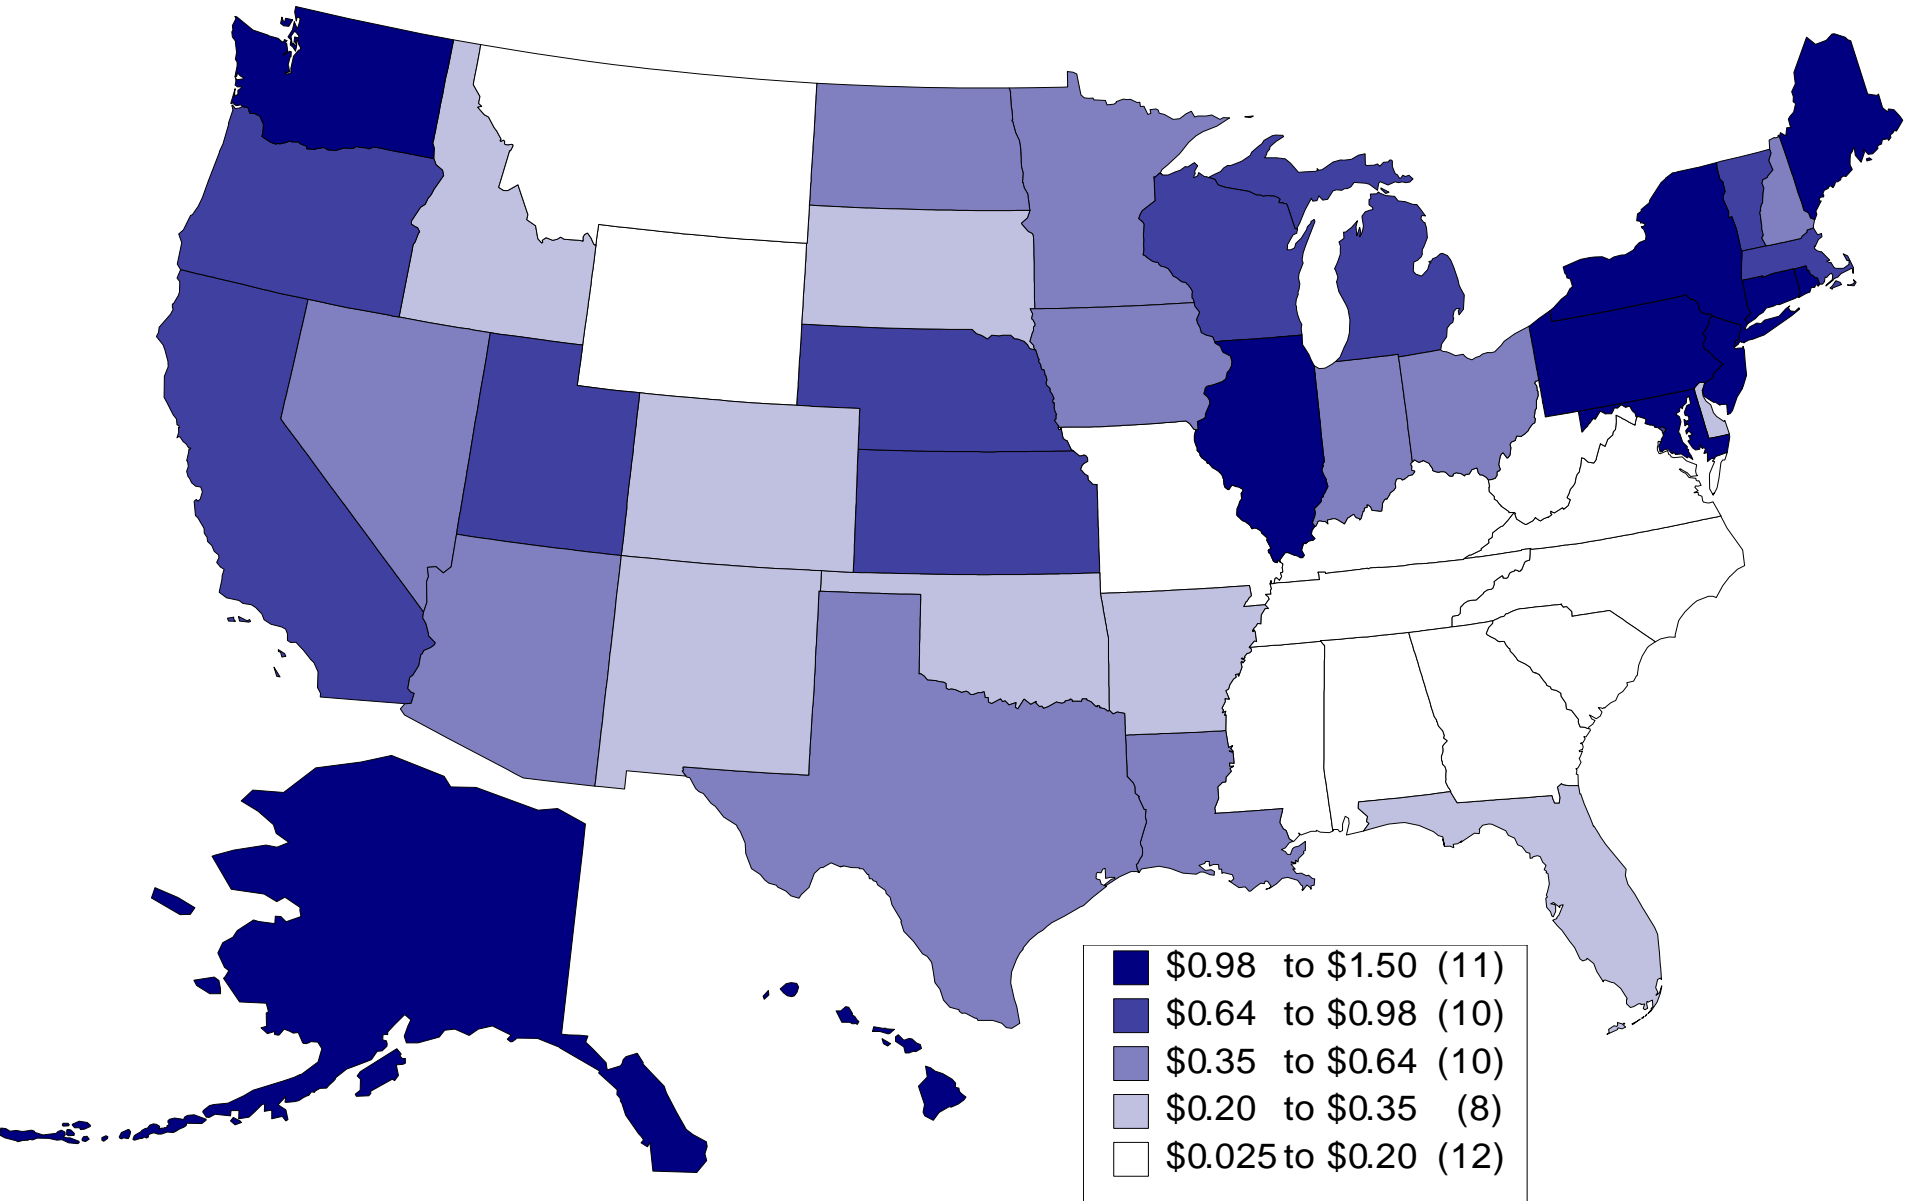 $0.98 to $1.50 (11)
$0.64 to $0.98 (10)
$0.35 to $0.64 (10)
$0.20 to $0.35 (8)
$0.025 to $0.20 (12)